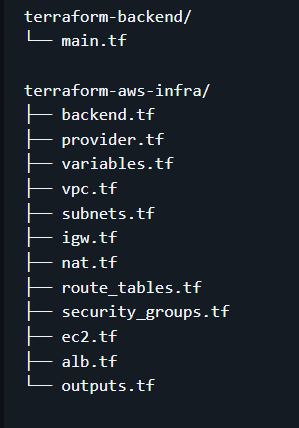 terraform-backend/
└── main.tf

terraform-aws-infra/
├── backend.tf
├── provider.tf
├── variables.tf
├── vpc.tf
├── subnets.tf
├── igw.tf
├── nat.tf
├── route_tables.tf
├── security_groups.tf
├── ec2.tf
├── alb.tf
└── outputs.tf